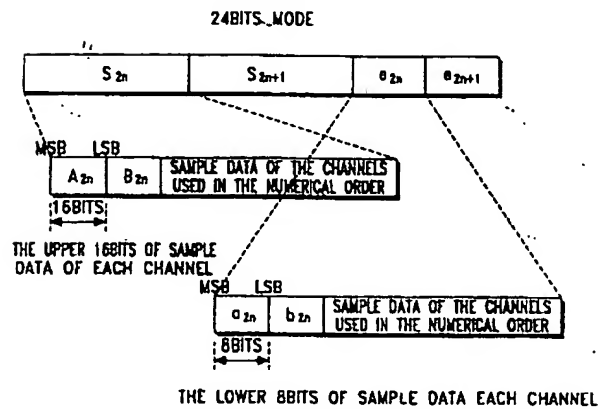 24BITS MODE
S2n S2n+1 e2n e2n+1
MSB LSB
A2n B2n SAMPLE DATA OF THE CHANNELS
USED IN THE NUMERICAL ORDER
16BITS
THE UPPER 16BITS OF SAMPLE
DATA OF EACH CHANNEL
MSB LSB
a2n b2n SAMPLE DATA OF THE CHANNELS
USED IN THE NUMERICAL ORDER
8BITS
THE LOWER 8BITS OF SAMPLE DATA EACH CHANNEL